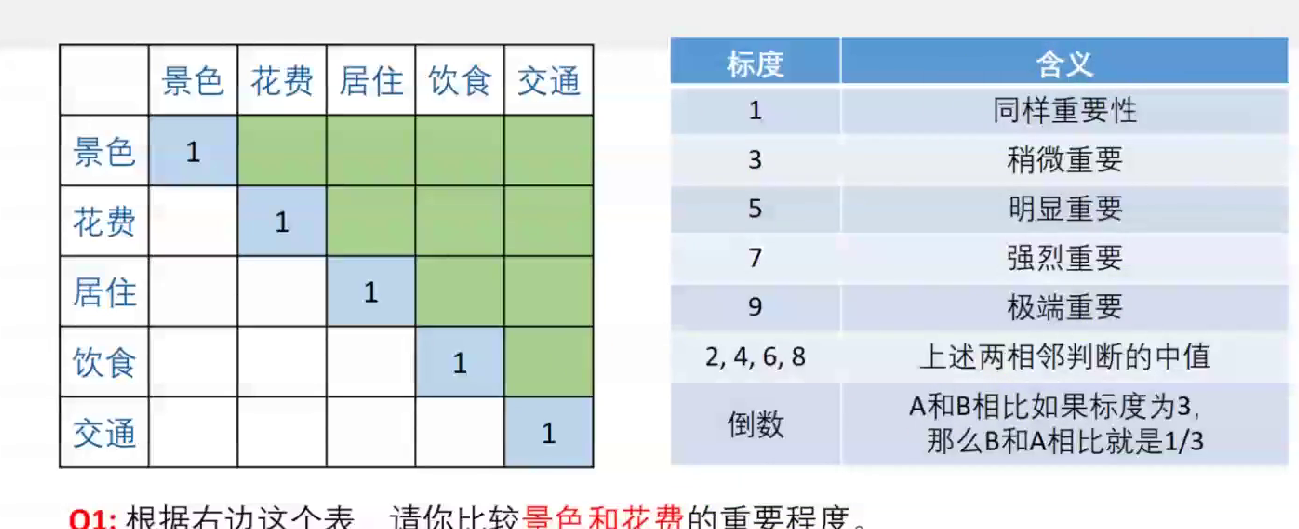 景色 花费 居住 饮食 交通
景色 1
花费 1
居住 1
饮食 1
交通 1
标度 含义
1 同样重要性
3 稍微重要
5 明显重要
7 强烈重要
9 极端重要
2, 4, 6, 8 上述两相邻判断的中值
倒数 A和B相比如果标度为3,
那么B和A相比就是1/3
Q1: 根据右边这个表 请你比较景色和花费的重要程度。